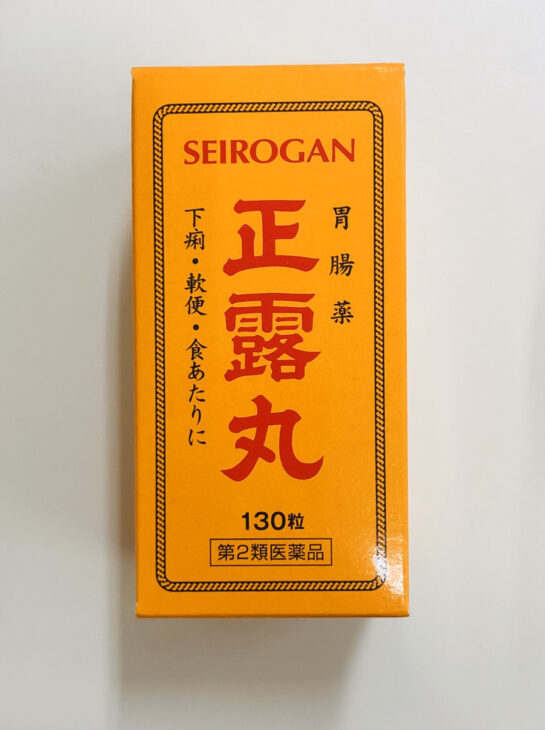 SEIROGAN
胃腸薬
正露丸
下痢・軟便・食あたりに
130粒
第2類医薬品